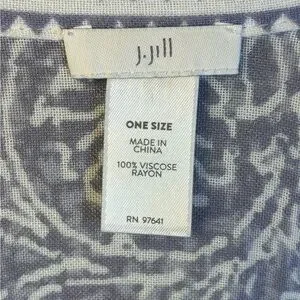 J.Jill
ONE SIZE
MADE IN
CHINA
100% VISCOSE
RAYON
RN 97641